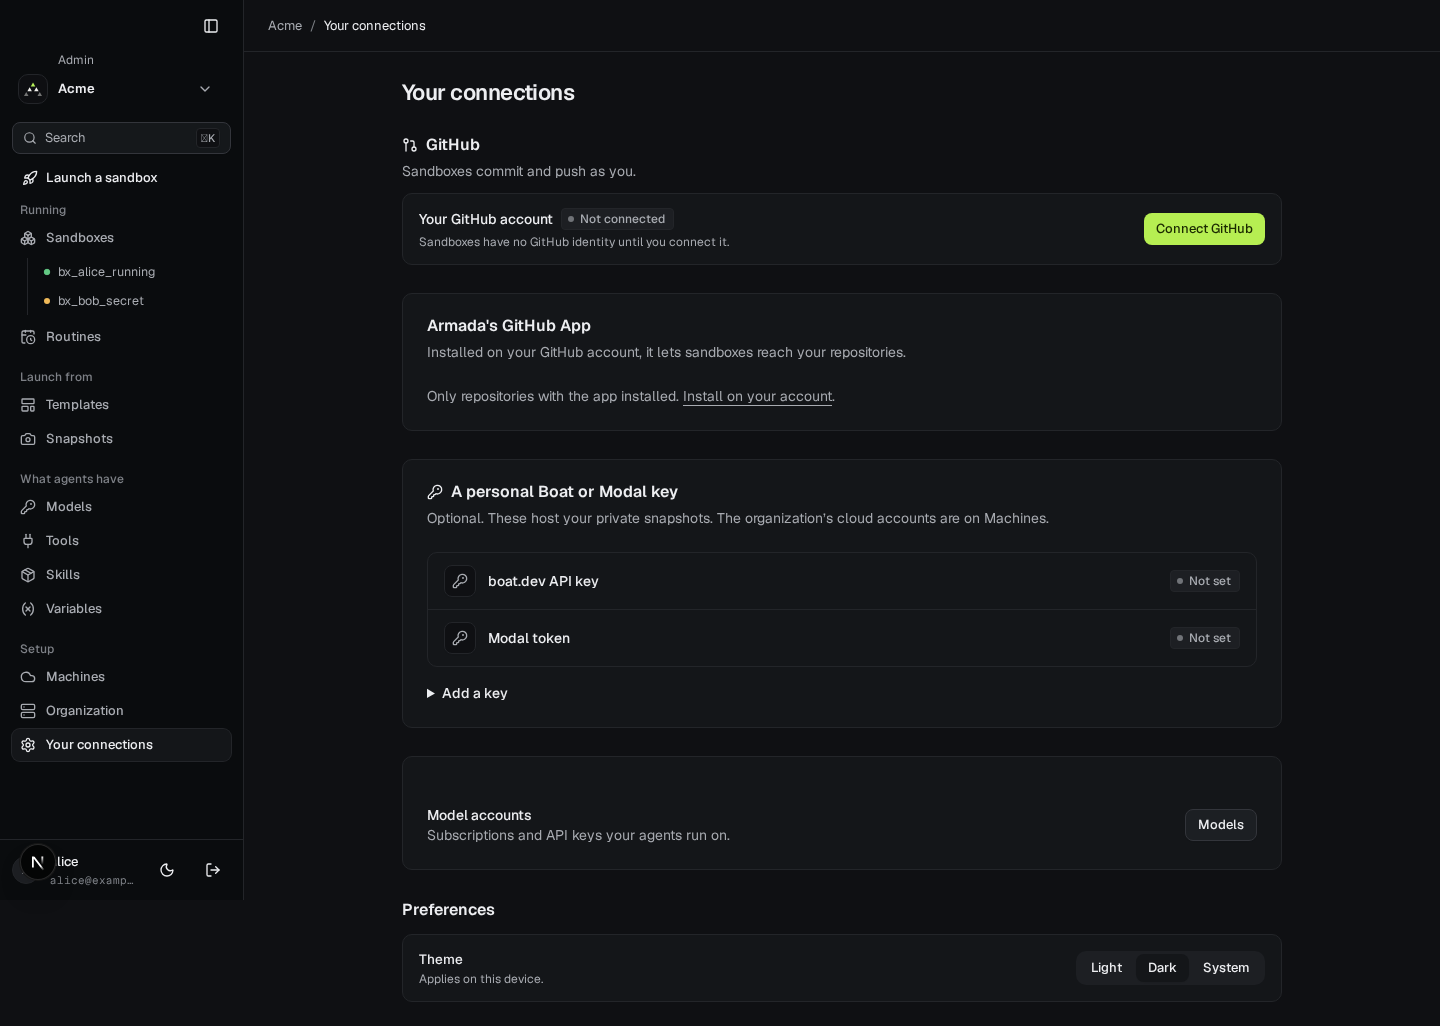 Acme / Your connections
Admin
Acme
Search
K
Launch a sandbox
Running
Sandboxes
bx_alice_running
bx_bob_secret
Routines
Launch from
Templates
Snapshots
What agents have
Models
Tools
Skills
Variables
Setup
Machines
Organization
Your connections
N
lice
alice@examp…
Your connections
GitHub
Sandboxes commit and push as you.
Your GitHub account Not connected
Sandboxes have no GitHub identity until you connect it.
Connect GitHub
Armada's GitHub App
Installed on your GitHub account, it lets sandboxes reach your repositories.
Only repositories with the app installed. Install on your account.
A personal Boat or Modal key
Optional. These host your private snapshots. The organization's cloud accounts are on Machines.
boat.dev API key Not set
Modal token Not set
Add a key
Model accounts
Subscriptions and API keys your agents run on.
Models
Preferences
Theme
Applies on this device.
Light Dark System